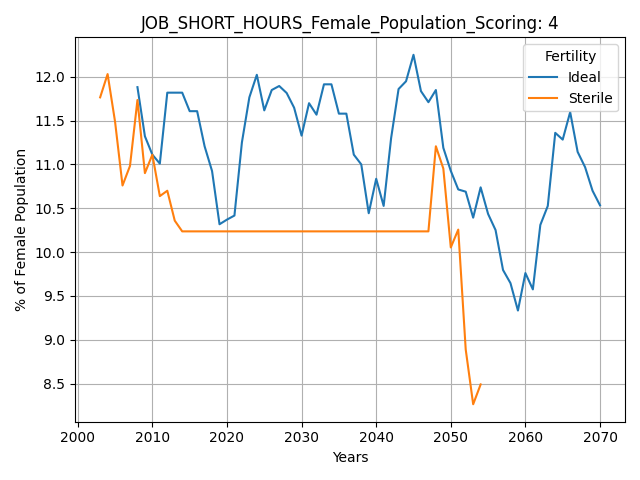 JOB_SHORT_HOURS_Female_Population_Scoring: 4
Fertility
Ideal
Sterile
% of Female Population
12.0
11.5
11.0
10.5
10.0
9.5
9.0
8.5
2000 2010 2020 2030 2040 2050 2060 2070
Years